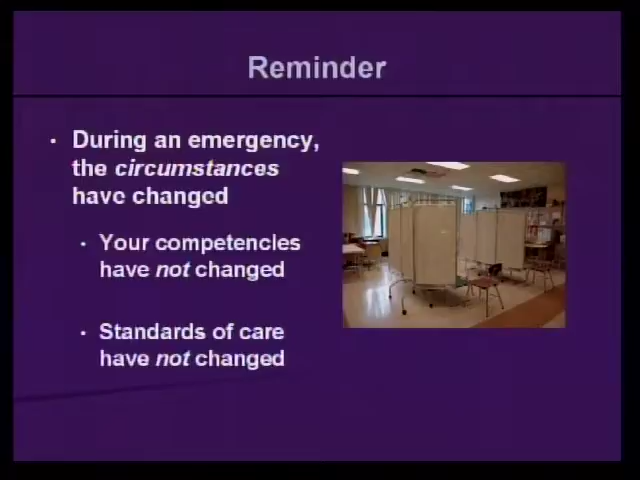 Reminder
• During an emergency,
the circumstances
have changed
• Your competencies
have not changed
• Standards of care
have not changed